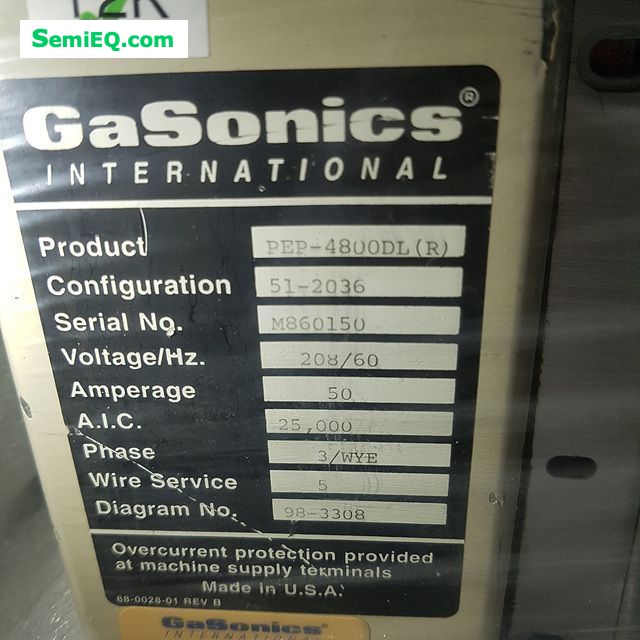 SemiEQ.com
GaSonics®
INTERNATIONAL
Product PEP-4800DL(R)
Configuration 51-2036
Serial No. M860150
Voltage/Hz. 208/60
Amperage 50
A.I.C. 25,000
Phase 3/WYE
Wire Service 5
Diagram No. 98-3308
Overcurrent protection provided
at machine supply terminals
Made in U.S.A.
68-0028-01 REV B
GaSonics®
INTERNATIONAL